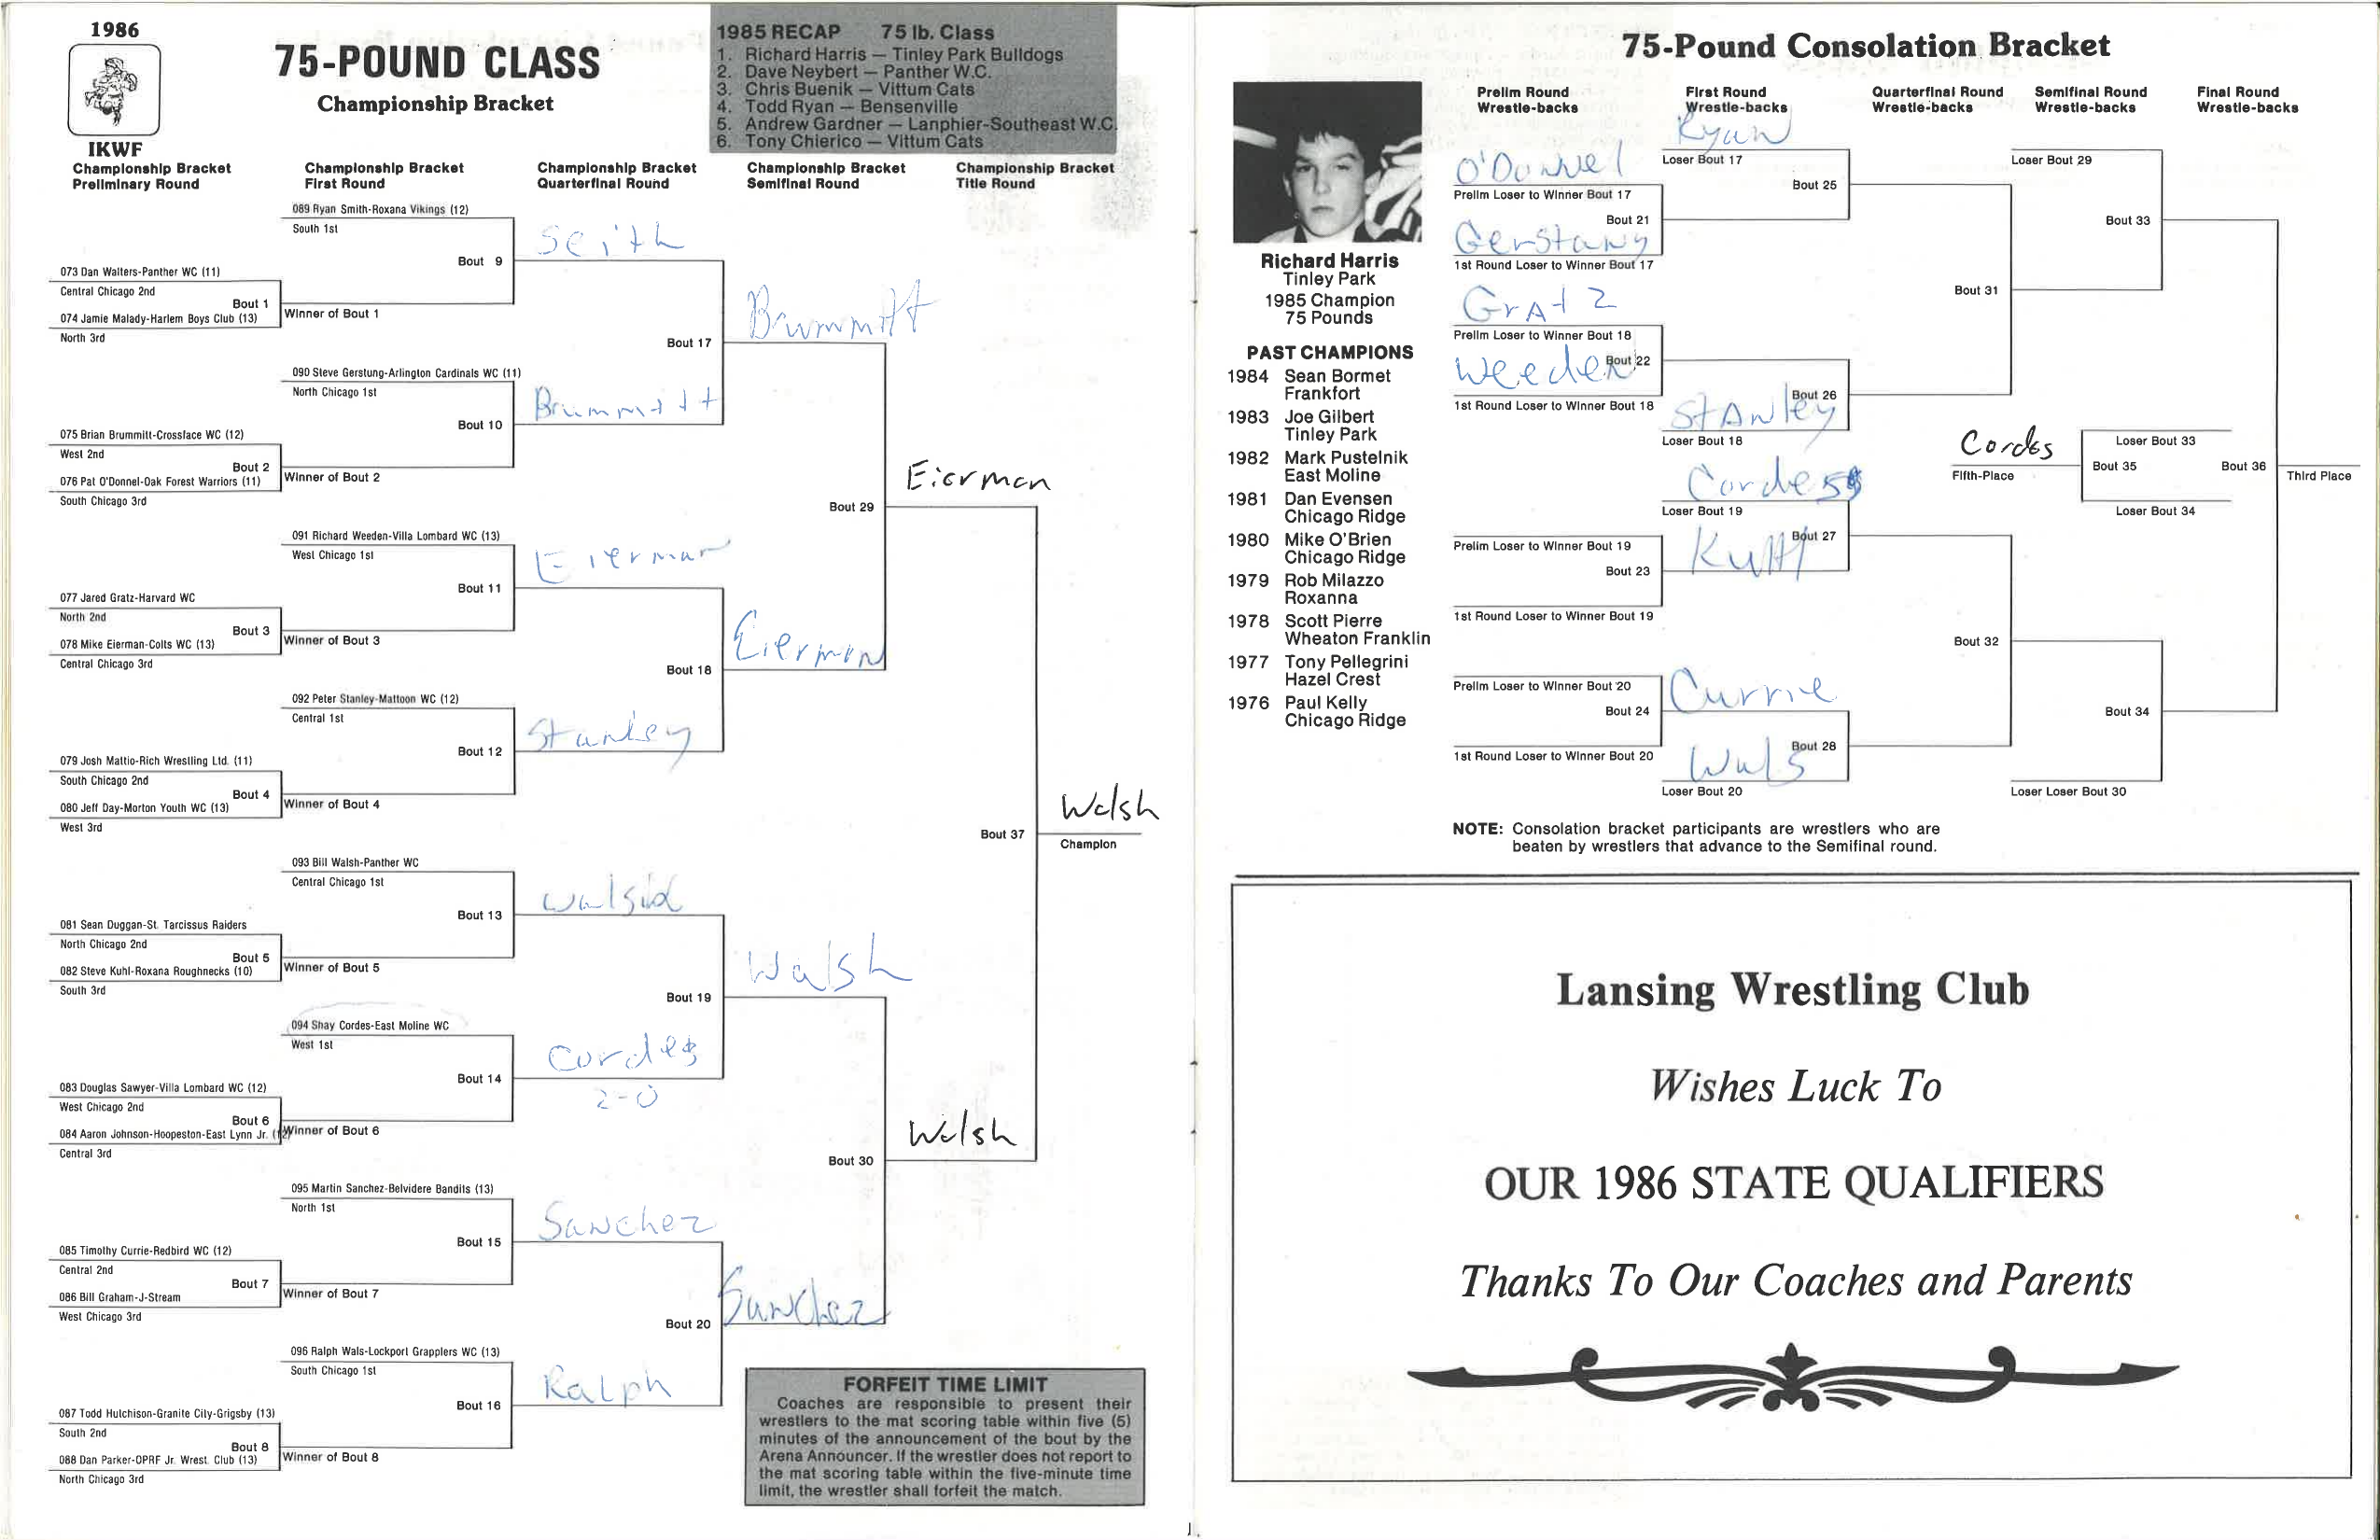 1986
IKWF
75-POUND CLASS
Championship Bracket
1985 RECAP 75 lb. Class
1. Richard Harris — Tinley Park Bulldogs
2. Dave Neybert — Panther W.C.
3. Chris Buenik — Vittum Cats
4. Todd Ryan — Bensenville
5. Andrew Gardner — Lanphier-Southeast W.C.
6. Tony Chierico — Vittum Cats
Championship Bracket
Preliminary Round
Championship Bracket
First Round
Championship Bracket
Quarterfinal Round
Championship Bracket
Semifinal Round
Championship Bracket
Title Round
073 Dan Walters-Panther WC (11)
Central Chicago 2nd
Bout 1
074 Jamie Malady-Harlem Boys Club (13)
North 3rd
075 Brian Brummitt-Crossface WC (12)
West 2nd
Bout 2
076 Pat O'Donnel-Oak Forest Warriors (11)
South Chicago 3rd
077 Jared Gratz-Harvard WC
North 2nd
Bout 3
078 Mike Eierman-Colts WC (13)
Central Chicago 3rd
079 Josh Mattio-Rich Wrestling Ltd. (11)
South Chicago 2nd
Bout 4
080 Jeff Day-Morton Youth WC (13)
West 3rd
081 Sean Duggan-St. Tarcissus Raiders
North Chicago 2nd
Bout 5
082 Steve Kuhl-Roxana Roughnecks (10)
South 3rd
083 Douglas Sawyer-Villa Lombard WC (12)
West Chicago 2nd
Bout 6
084 Aaron Johnson-Hoopeston-East Lynn Jr. (12)
Central 3rd
085 Timothy Currie-Redbird WC (12)
Central 2nd
Bout 7
086 Bill Graham-J-Stream
West Chicago 3rd
087 Todd Hutchison-Granite City-Grigsby (13)
South 2nd
Bout 8
088 Dan Parker-OPRF Jr. Wrest. Club (13)
North Chicago 3rd
089 Ryan Smith-Roxana Vikings (12)
South 1st
Bout 9
Winner of Bout 1
090 Steve Gerstung-Arlington Cardinals WC (11)
North Chicago 1st
Bout 10
Winner of Bout 2
091 Richard Weeden-Villa Lombard WC (13)
West Chicago 1st
Bout 11
Winner of Bout 3
092 Peter Stanley-Mattoon WC (12)
Central 1st
Bout 12
Winner of Bout 4
093 Bill Walsh-Panther WC
Central Chicago 1st
Bout 13
Winner of Bout 5
094 Shay Cordes-East Moline WC
West 1st
Bout 14
Winner of Bout 6
095 Martin Sanchez-Belvidere Bandits (13)
North 1st
Bout 15
Winner of Bout 7
096 Ralph Wals-Lockport Grapplers WC (13)
South Chicago 1st
Bout 16
Winner of Bout 8
Bout 17
Brummitt
Eierman
Bout 18
Stanley
Bout 19
Cordes
2-0
Sanchez
Bout 20
Ralph
Brummitt
Bout 29
Eierman
Walsh
Bout 30
Sanchez
Eierman
Bout 37
Walsh
Walsh
Champion
FORFEIT TIME LIMIT
Coaches are responsible to present their
wrestlers to the mat scoring table within five (5)
minutes of the announcement of the bout by the
Arena Announcer. If the wrestler does not report to
the mat scoring table within the five-minute time
limit, the wrestler shall forfeit the match.
75-Pound Consolation Bracket
Richard Harris
Tinley Park
1985 Champion
75 Pounds
PAST CHAMPIONS
1984 Sean Bormet
Frankfort
1983 Joe Gilbert
Tinley Park
1982 Mark Pustelnik
East Moline
1981 Dan Evensen
Chicago Ridge
1980 Mike O'Brien
Chicago Ridge
1979 Rob Milazzo
Roxanna
1978 Scott Pierre
Wheaton Franklin
1977 Tony Pellegrini
Hazel Crest
1976 Paul Kelly
Chicago Ridge
Prelim Round
Wrestle-backs
First Round
Wrestle-backs
Quarterfinal Round
Wrestle-backs
Semifinal Round
Wrestle-backs
Final Round
Wrestle-backs
O'Donnel
Prelim Loser to Winner Bout 17
Bout 21
Gerstang
1st Round Loser to Winner Bout 17
Gratz
Prelim Loser to Winner Bout 18
Bout 22
Weeden
1st Round Loser to Winner Bout 18
Prelim Loser to Winner Bout 19
Bout 23
1st Round Loser to Winner Bout 19
Prelim Loser to Winner Bout 20
Bout 24
1st Round Loser to Winner Bout 20
Ryan
Loser Bout 17
Bout 25
Bout 26
Stanley
Loser Bout 18
Cordes
Loser Bout 19
Bout 27
Currie
Bout 28
Wals
Loser Bout 20
Bout 31
Bout 32
Loser Bout 29
Bout 33
Bout 34
Loser Loser Bout 30
Cordes
Fifth-Place
Loser Bout 33
Bout 35
Loser Bout 34
Bout 36
Third Place
NOTE: Consolation bracket participants are wrestlers who are
beaten by wrestlers that advance to the Semifinal round.
Lansing Wrestling Club
Wishes Luck To
OUR 1986 STATE QUALIFIERS
Thanks To Our Coaches and Parents